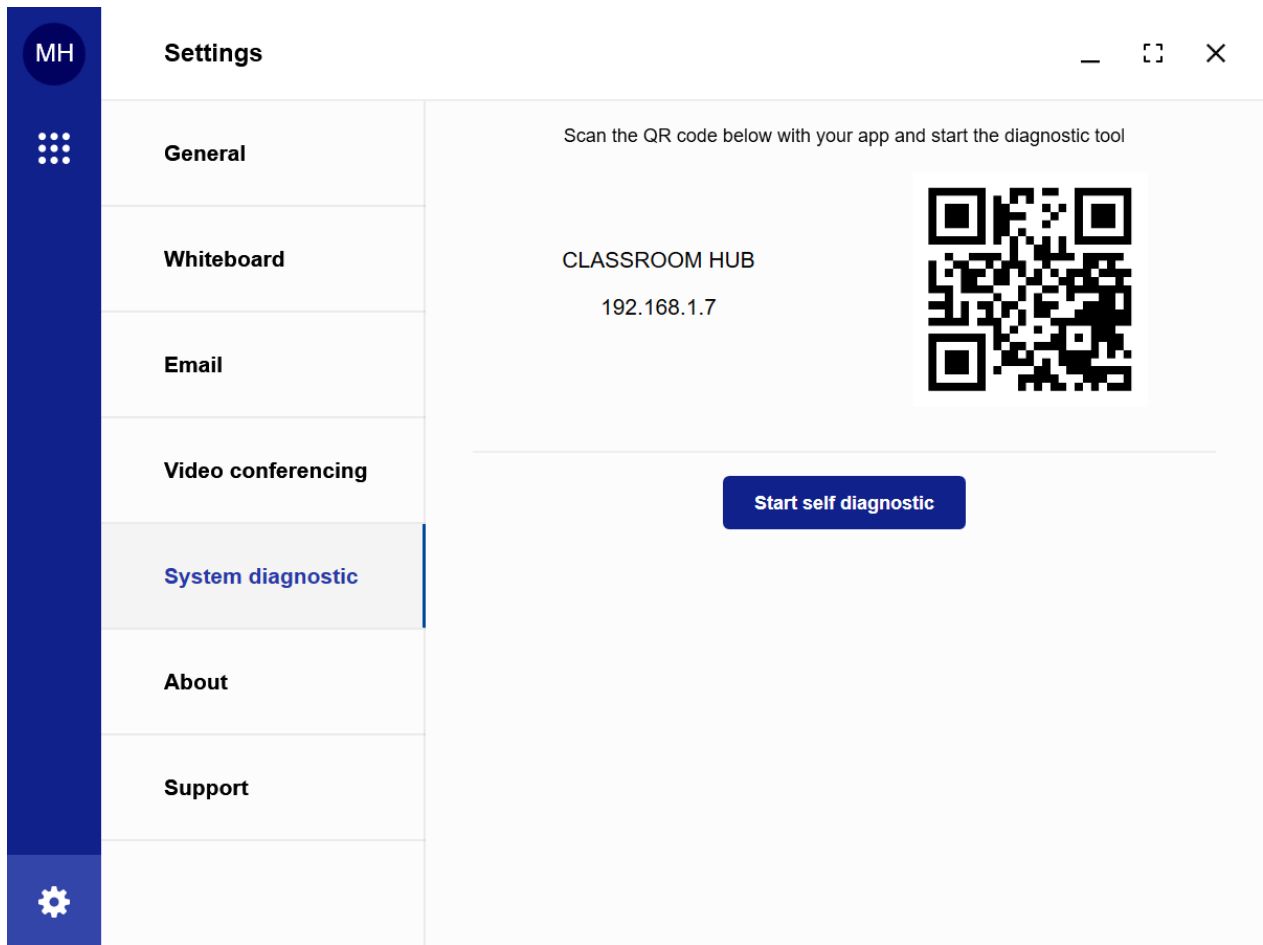 MH
Settings
General
Whiteboard
Email
Video conferencing
System diagnostic
About
Support
Scan the QR code below with your app and start the diagnostic tool
CLASSROOM HUB
192.168.1.7
Start self diagnostic